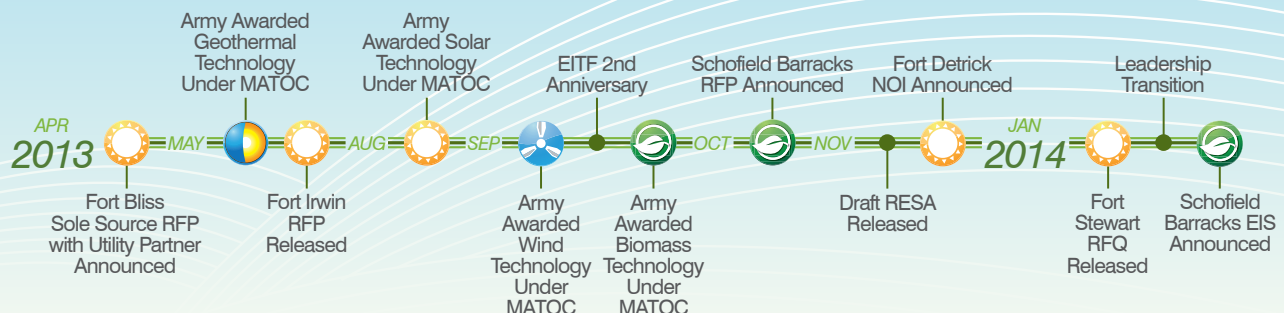 APR
2013
Fort Bliss
Sole Source RFP
with Utility Partner
Announced
MAY
Army Awarded
Geothermal
Technology
Under MATOC
Fort Irwin
RFP
Released
AUG
Army
Awarded Solar
Technology
Under MATOC
SEP
Army
Awarded
Wind
Technology
Under
MATOC
EITF 2nd
Anniversary
Army
Awarded
Biomass
Technology
Under
MATOC
OCT
Schofield Barracks
RFP Announced
NOV
Draft RESA
Released
Fort Detrick
NOI Announced
JAN
2014
Fort
Stewart
RFQ
Released
Leadership
Transition
Schofield
Barracks EIS
Announced